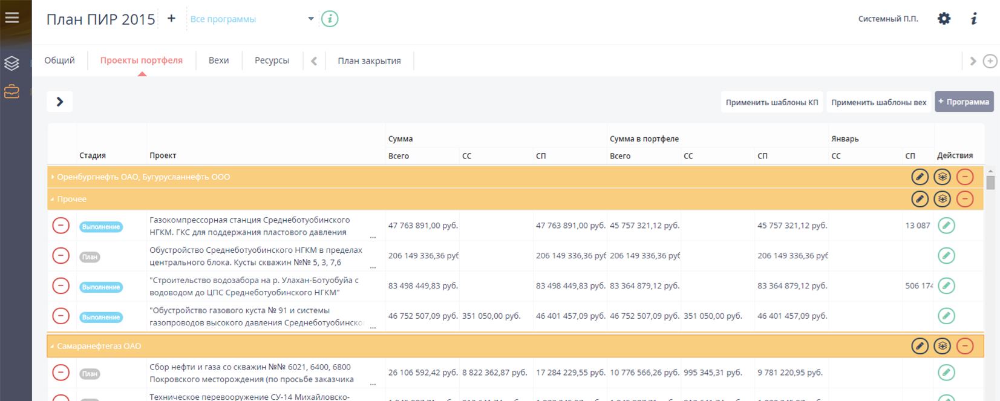 План ПИР 2015 + Все программы i Системный П.П. i
Общий Проекты портфеля Вехи Ресурсы План закрытия
Применить шаблоны КП Применить шаблоны вех + Программа
Сумма Сумма в портфеле Январь
Стадия Проект Всего СС СП Всего СС СП СС СП Действия
Оренбургнефть ОАО, Бугурусланнефть ООО
Прочее
Выполнение Газокомпрессорная станция Среднеботуобинского
НГКМ. ГКС для поддержания пластового давления ... 47 763 891,00 руб. 47 763 891,00 руб. 45 757 321,12 руб. 45 757 321,12 руб. 13 087
План Обустройство Среднеботуобинского НГКМ в пределах
центрального блока. Кусты скважин №№ 5, 3, 7,6 ... 206 149 336,36 руб 206 149 336,36 руб 206 149 336,36 руб 206 149 336,36 руб
Выполнение "Строительство водозабора на р. Улахан-Ботуобуйа с
водоводом до ЦПС Среднеботуобинского НГКМ" 83 498 449,83 руб. 83 498 449,83 руб. 83 364 879,12 руб. 83 364 879,12 руб. 506 174
Выполнение "Обустройство газового куста № 91 и системы
газопроводов высокого давления Среднеботуобинско ... 46 752 507,09 руб. 351 050,00 руб. 46 401 457,09 руб. 46 752 507,09 руб. 351 050,00 руб. 46 401 457,09 руб.
Самаранефтегаз ОАО
План Сбор нефти и газа со скважин №№ 6021, 6400, 6800
Покровского месторождения (по просьбе заказчика ... 26 106 592,42 руб. 8 822 362,87 руб. 17 284 229,55 руб. 10 776 566,26 руб. 995 345,31 руб. 9 781 220,95 руб.
Техническое перевооружение СУ-14 Михайловско-